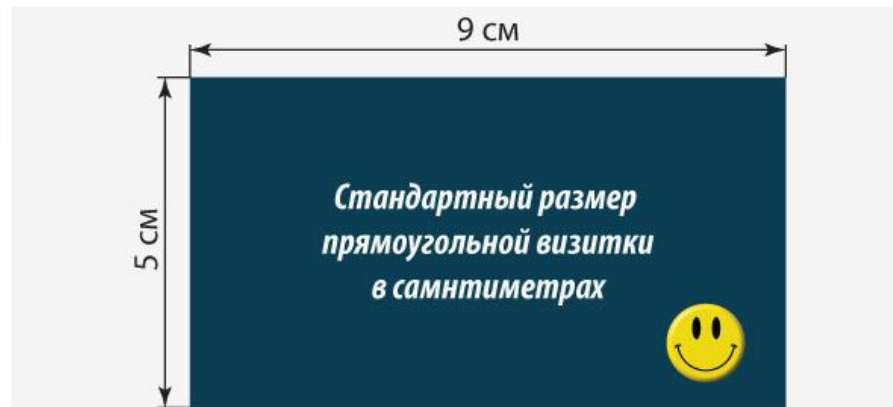 9 см
5 см
Стандартный размер
прямоугольной визитки
в самнтиметрах